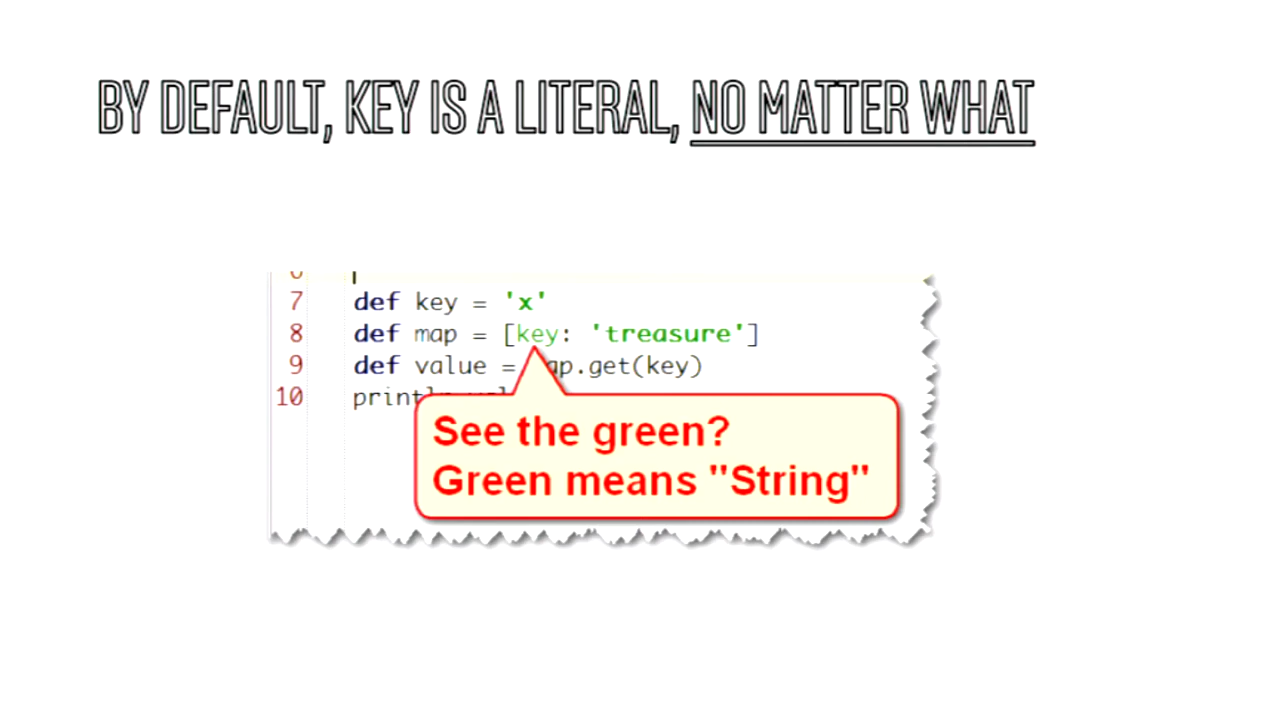 BY DEFAULT, KEY IS A LITERAL, NO MATTER WHAT
7 def key = 'x'
8 def map = [key: 'treasure']
9 def value = map.get(key)
10
See the green?
Green means "String"